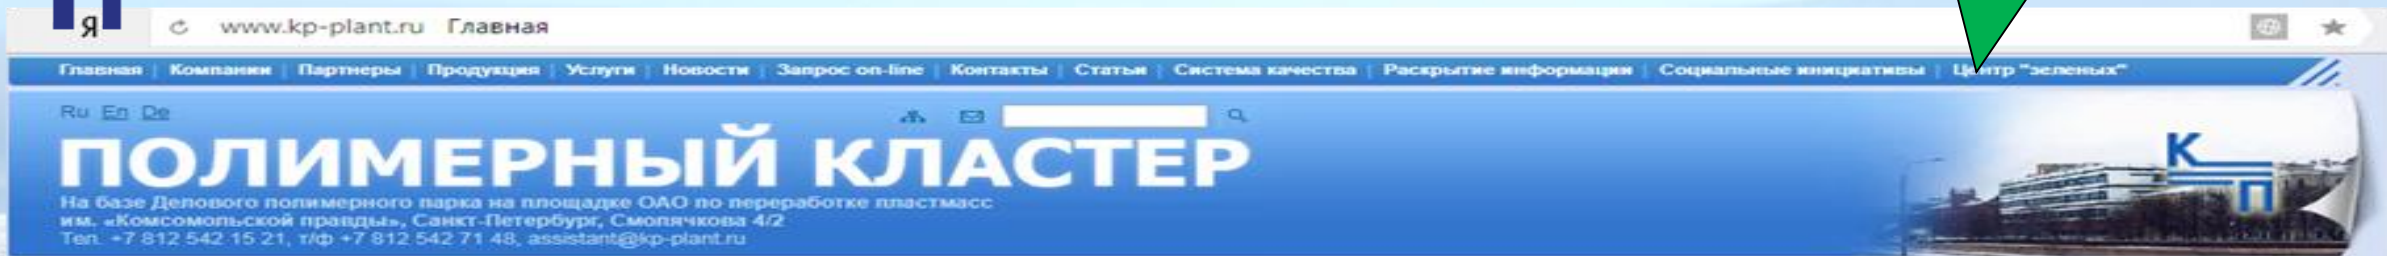 Я www.kp-plant.ru Главная
Главная Компании Партнеры Продукция Услуги Новости Запрос on-line Контакты Статьи Система качества Раскрытие информации Социальные инициативы Центр "зеленых"
Ru En De
ПОЛИМЕРНЫЙ КЛАСТЕР
На базе Делового полимерного парка на площадке ОАО по переработке пластмасс
им. «Комсомольской правды», Санкт-Петербург, Смолячкова 4/2
Тел. +7 812 542 15 21, т/ф +7 812 542 71 48, assistant@kp-plant.ru
К
П